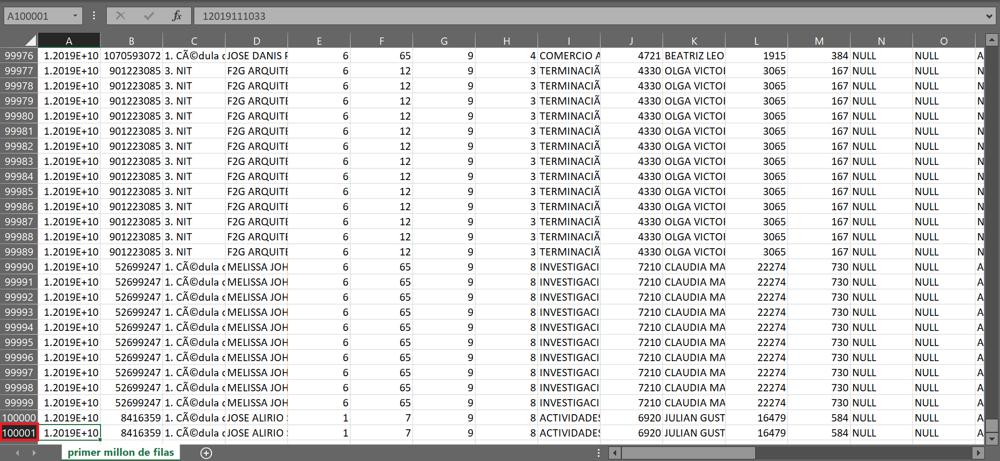 A100001 fx 12019111033
A B C D E F G H I J K L M N O
99976 1.2019E+10 1070593072 1. CÃ©dula c JOSE DANIS F 6 65 9 4 COMERCIO A 4721 BEATRIZ LEO 1915 384 NULL NULL A
99977 1.2019E+10 901223085 3. NIT F2G ARQUITE 6 12 9 3 TERMINACIÃ 4330 OLGA VICTOR 3065 167 NULL NULL N
99978 1.2019E+10 901223085 3. NIT F2G ARQUITE 6 12 9 3 TERMINACIÃ 4330 OLGA VICTOR 3065 167 NULL NULL N
99979 1.2019E+10 901223085 3. NIT F2G ARQUITE 6 12 9 3 TERMINACIÃ 4330 OLGA VICTOR 3065 167 NULL NULL N
99980 1.2019E+10 901223085 3. NIT F2G ARQUITE 6 12 9 3 TERMINACIÃ 4330 OLGA VICTOR 3065 167 NULL NULL N
99981 1.2019E+10 901223085 3. NIT F2G ARQUITE 6 12 9 3 TERMINACIÃ 4330 OLGA VICTOR 3065 167 NULL NULL N
99982 1.2019E+10 901223085 3. NIT F2G ARQUITE 6 12 9 3 TERMINACIÃ 4330 OLGA VICTOR 3065 167 NULL NULL N
99983 1.2019E+10 901223085 3. NIT F2G ARQUITE 6 12 9 3 TERMINACIÃ 4330 OLGA VICTOR 3065 167 NULL NULL N
99984 1.2019E+10 901223085 3. NIT F2G ARQUITE 6 12 9 3 TERMINACIÃ 4330 OLGA VICTOR 3065 167 NULL NULL N
99985 1.2019E+10 901223085 3. NIT F2G ARQUITE 6 12 9 3 TERMINACIÃ 4330 OLGA VICTOR 3065 167 NULL NULL N
99986 1.2019E+10 901223085 3. NIT F2G ARQUITE 6 12 9 3 TERMINACIÃ 4330 OLGA VICTOR 3065 167 NULL NULL N
99987 1.2019E+10 901223085 3. NIT F2G ARQUITE 6 12 9 3 TERMINACIÃ 4330 OLGA VICTOR 3065 167 NULL NULL N
99988 1.2019E+10 901223085 3. NIT F2G ARQUITE 6 12 9 3 TERMINACIÃ 4330 OLGA VICTOR 3065 167 NULL NULL N
99989 1.2019E+10 901223085 3. NIT F2G ARQUITE 6 12 9 3 TERMINACIÃ 4330 OLGA VICTOR 3065 167 NULL NULL N
99990 1.2019E+10 52699247 1. CÃ©dula c MELISSA JOH 6 65 9 8 INVESTIGACI 7210 CLAUDIA MA 22274 730 NULL NULL A
99991 1.2019E+10 52699247 1. CÃ©dula c MELISSA JOH 6 65 9 8 INVESTIGACI 7210 CLAUDIA MA 22274 730 NULL NULL A
99992 1.2019E+10 52699247 1. CÃ©dula c MELISSA JOH 6 65 9 8 INVESTIGACI 7210 CLAUDIA MA 22274 730 NULL NULL A
99993 1.2019E+10 52699247 1. CÃ©dula c MELISSA JOH 6 65 9 8 INVESTIGACI 7210 CLAUDIA MA 22274 730 NULL NULL A
99994 1.2019E+10 52699247 1. CÃ©dula c MELISSA JOH 6 65 9 8 INVESTIGACI 7210 CLAUDIA MA 22274 730 NULL NULL A
99995 1.2019E+10 52699247 1. CÃ©dula c MELISSA JOH 6 65 9 8 INVESTIGACI 7210 CLAUDIA MA 22274 730 NULL NULL A
99996 1.2019E+10 52699247 1. CÃ©dula c MELISSA JOH 6 65 9 8 INVESTIGACI 7210 CLAUDIA MA 22274 730 NULL NULL A
99997 1.2019E+10 52699247 1. CÃ©dula c MELISSA JOH 6 65 9 8 INVESTIGACI 7210 CLAUDIA MA 22274 730 NULL NULL A
99998 1.2019E+10 52699247 1. CÃ©dula c MELISSA JOH 6 65 9 8 INVESTIGACI 7210 CLAUDIA MA 22274 730 NULL NULL A
99999 1.2019E+10 52699247 1. CÃ©dula c MELISSA JOH 6 65 9 8 INVESTIGACI 7210 CLAUDIA MA 22274 730 NULL NULL A
100000 1.2019E+10 8416359 1. CÃ©dula c JOSE ALIRIO S 1 7 9 8 ACTIVIDADES 6920 JULIAN GUST 16479 584 NULL NULL A
100001 1.2019E+10 8416359 1. CÃ©dula c JOSE ALIRIO S 1 7 9 8 ACTIVIDADES 6920 JULIAN GUST 16479 584 NULL NULL A
primer millon de filas